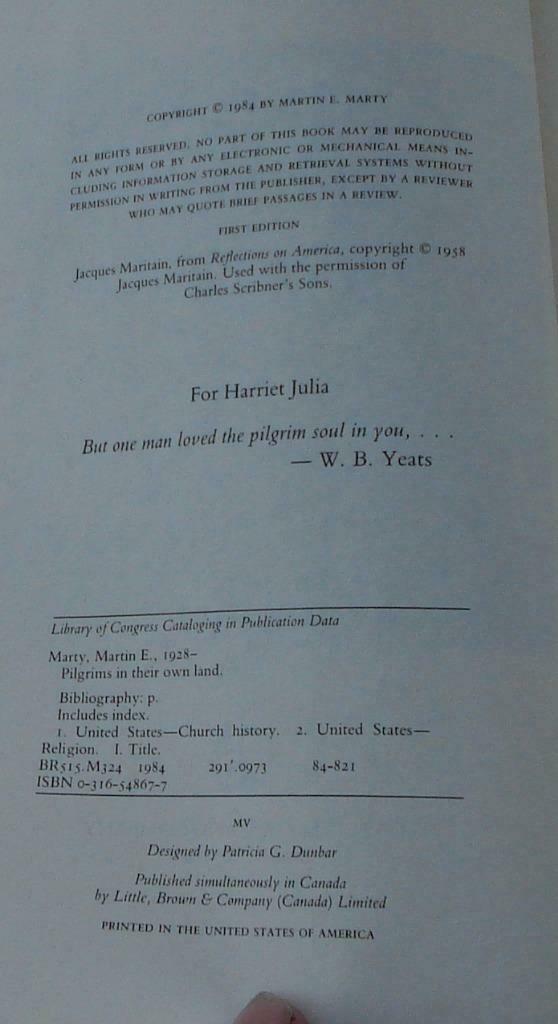 COPYRIGHT © 1984 BY MARTIN E. MARTY
ALL RIGHTS RESERVED. NO PART OF THIS BOOK MAY BE REPRODUCED
IN ANY FORM OR BY ANY ELECTRONIC OR MECHANICAL MEANS IN-
CLUDING INFORMATION STORAGE AND RETRIEVAL SYSTEMS WITHOUT
PERMISSION IN WRITING FROM THE PUBLISHER, EXCEPT BY A REVIEWER
WHO MAY QUOTE BRIEF PASSAGES IN A REVIEW.
FIRST EDITION
Jacques Maritain, from Reflections on America, copyright © 1958
Jacques Maritain. Used with the permission of
Charles Scribner's Sons.
For Harriet Julia
But one man loved the pilgrim soul in you, . . .
— W. B. Yeats
Library of Congress Cataloging in Publication Data
Marty, Martin E., 1928–
Pilgrims in their own land.
Bibliography: p.
Includes index.
1. United States—Church history. 2. United States—
Religion. I. Title.
BR515.M324 1984 291'.0973 84-821
ISBN 0-316-54867-7
MV
Designed by Patricia G. Dunbar
Published simultaneously in Canada
by Little, Brown & Company (Canada) Limited
PRINTED IN THE UNITED STATES OF AMERICA